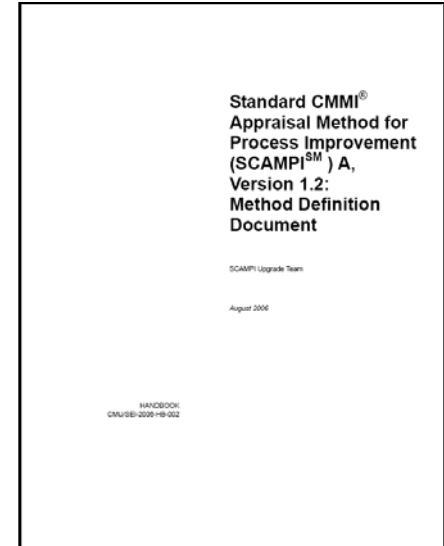 Standard CMMI®
Appraisal Method for
Process Improvement
(SCAMPI℠ ) A,
Version 1.2:
Method Definition
Document
SCAMPI Upgrade Team
August 2006
HANDBOOK
CMU/SEI-2006-HB-002